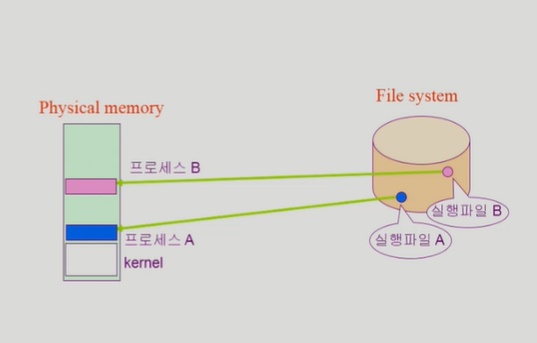 Physical memory
File system
프로세스 B
실행파일 B
프로세스 A
실행파일 A
kernel